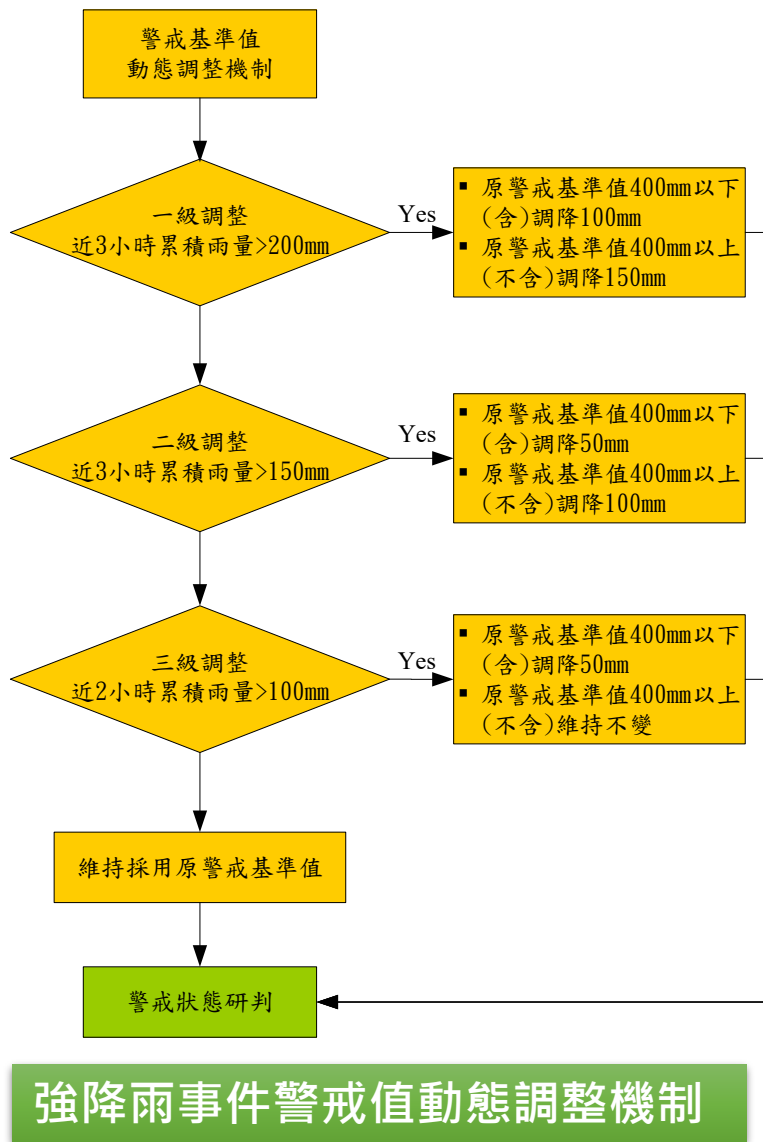 警戒基準值
動態調整機制
一級調整
近3小時累積雨量>200mm
Yes
▪ 原警戒基準值400mm以下
(含)調降100mm
▪ 原警戒基準值400mm以上
(不含)調降150mm
二級調整
近3小時累積雨量>150mm
Yes
▪ 原警戒基準值400mm以下
(含)調降50mm
▪ 原警戒基準值400mm以上
(不含)調降100mm
三級調整
近2小時累積雨量>100mm
Yes
▪ 原警戒基準值400mm以下
(含)調降50mm
▪ 原警戒基準值400mm以上
(不含)維持不變
維持採用原警戒基準值
警戒狀態研判
強降雨事件警戒值動態調整機制